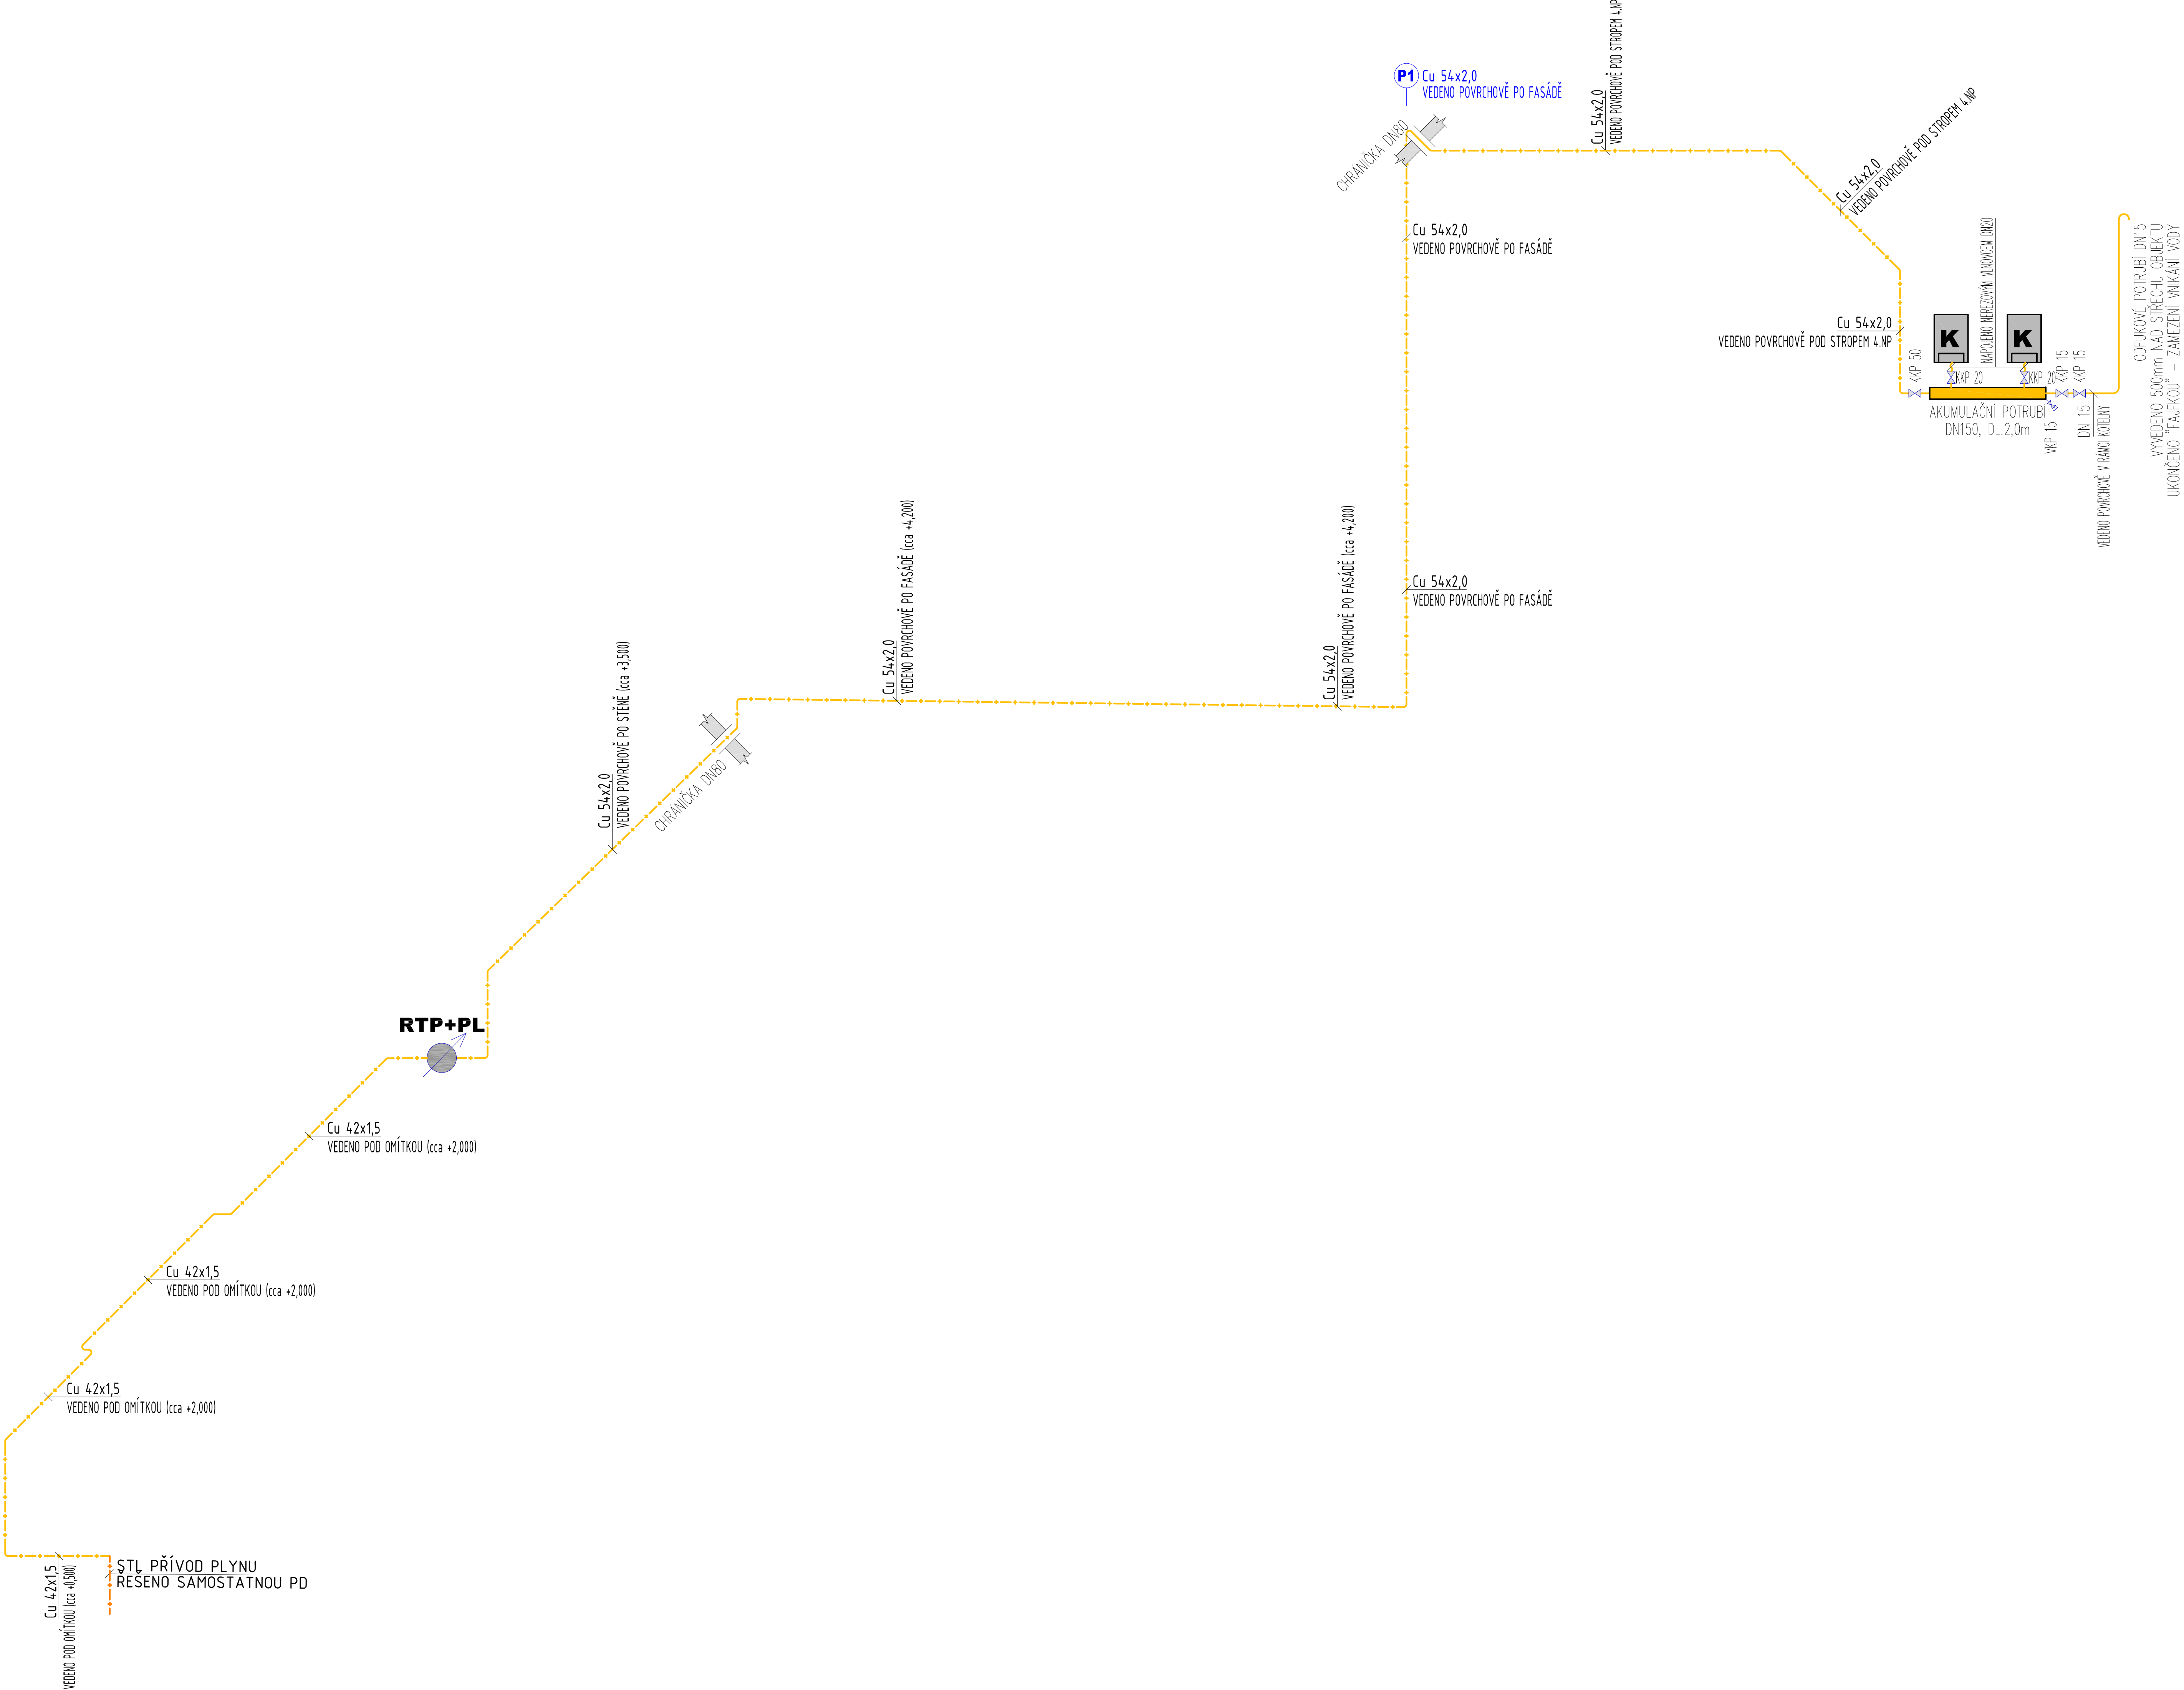 P1
Cu 54x2,0
VEDENO POVRCHOVĚ PO FASÁDĚ
CHRÁNIČKA DN80
Cu 54x2,0
VEDENO POVRCHOVĚ POD STROPEM 4.NP
Cu 54x2,0
VEDENO POVRCHOVĚ POD STROPEM 4.NP
Cu 54x2,0
VEDENO POVRCHOVĚ PO FASÁDĚ
Cu 54x2,0
VEDENO POVRCHOVĚ POD STROPEM 4.NP
NAPOJENO NEREZOVÝM VLNOVCEM DN20
K
K
KKP 50
KKP 20
KKP 20
KKP 15
KKP 15
AKUMULAČNÍ POTRUBÍ
DN150, DL.2,0m
VKP 15
DN 15
VEDENO POVRCHOVĚ V RÁMCI KOTELNY
ODFUKOVÉ POTRUBÍ DN15
VYVEDENO 500mm NAD STŘECHU OBJEKTU
UKONČENO "FAJFKOU" - ZAMEZENÍ VNIKÁNÍ VODY
Cu 54x2,0
VEDENO POVRCHOVĚ PO FASÁDĚ
Cu 54x2,0
VEDENO POVRCHOVĚ PO FASÁDĚ (cca +4,200)
Cu 54x2,0
VEDENO POVRCHOVĚ PO FASÁDĚ (cca +4,200)
Cu 54x2,0
VEDENO POVRCHOVĚ PO STĚNĚ (cca +3,500)
CHRÁNIČKA DN80
RTP+PL
Cu 42x1,5
VEDENO POD OMÍTKOU (cca +2,000)
Cu 42x1,5
VEDENO POD OMÍTKOU (cca +2,000)
Cu 42x1,5
VEDENO POD OMÍTKOU (cca +2,000)
STL PŘÍVOD PLYNU
ŘEŠENO SAMOSTATNOU PD
Cu 42x1,5
VEDENO POD OMÍTKOU (cca +0,500)